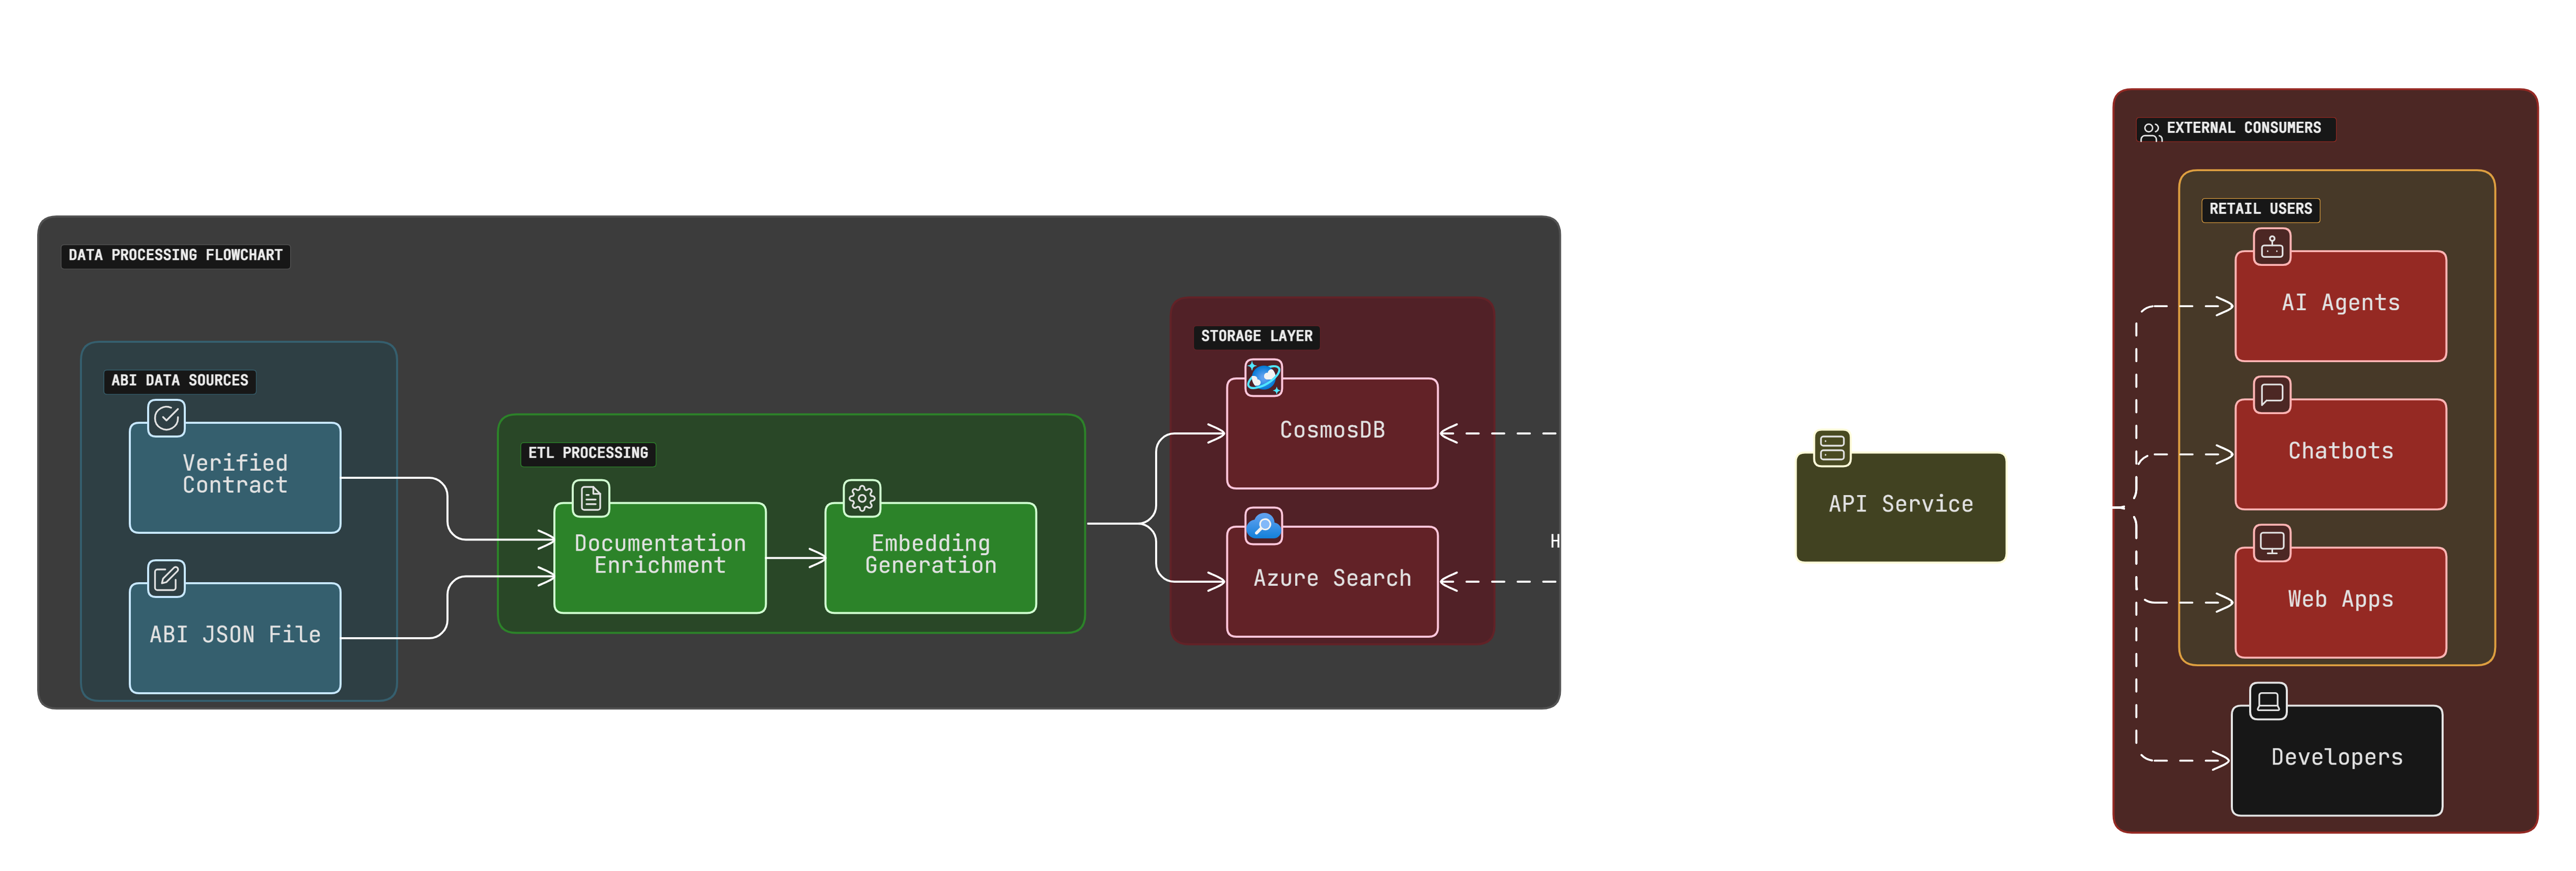 DATA PROCESSING FLOWCHART
ABI DATA SOURCES
Verified
Contract
ABI JSON File
ETL PROCESSING
Documentation
Enrichment
Embedding
Generation
STORAGE LAYER
CosmosDB
Azure Search
H
API Service
EXTERNAL CONSUMERS
RETAIL USERS
AI Agents
Chatbots
Web Apps
Developers